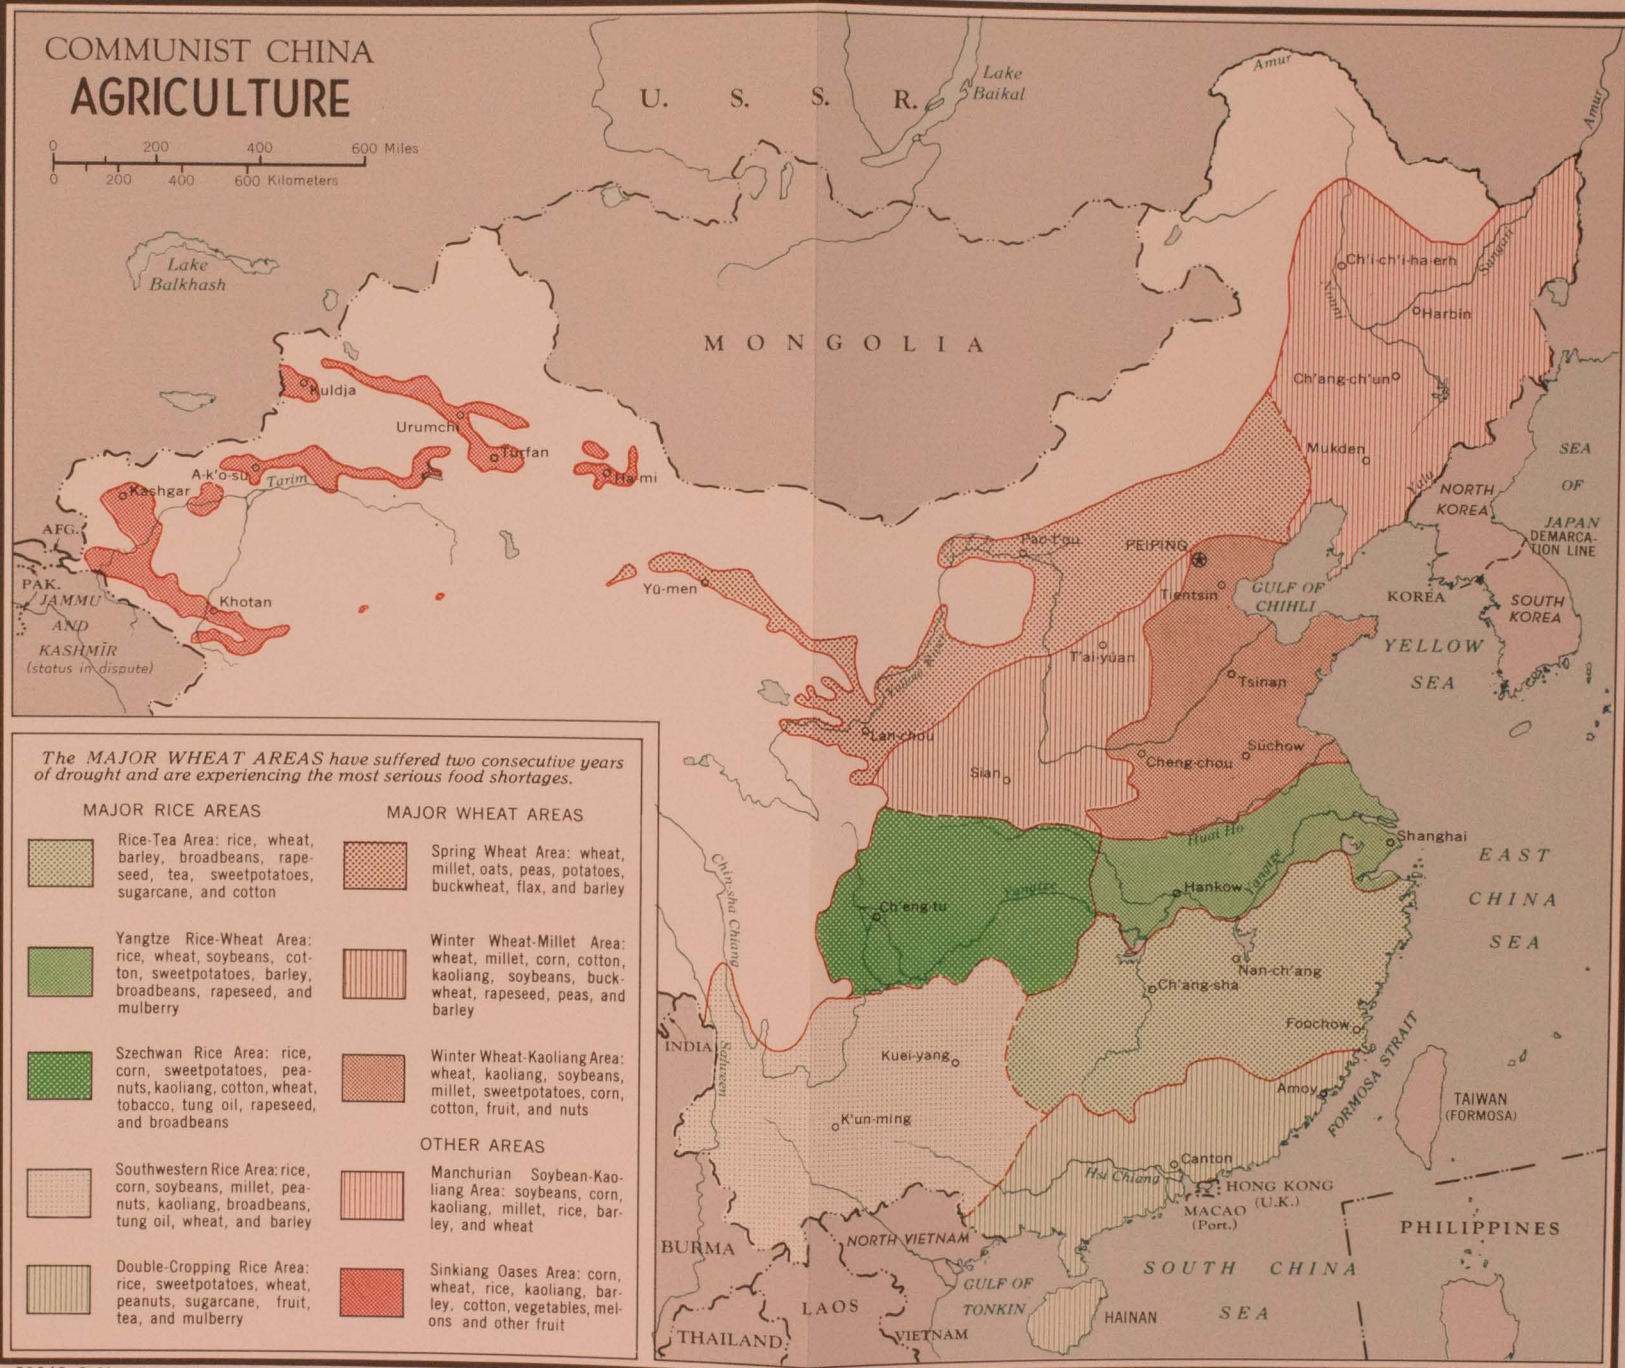 COMMUNIST CHINA
AGRICULTURE
0 200 400 600 Miles
0 200 400 600 Kilometers
U. S. S. R.
Lake
Baikal
Amur
Amur
Lake
Balkhash
MONGOLIA
Ch'i-ch'i-ha-erh
Nonni
Sungari
Harbin
Ch'ang-ch'un
Mukden
Yalu
NORTH
KOREA
SEA
OF
JAPAN
DEMARCA-
TION LINE
Kuldja
Urumchi
Turfan
A-k'o-su
Tarim
Ha-mi
Kashgar
AFG.
PAK.
JAMMU
AND
KASHMĪR
(status in dispute)
Khotan
Yü-men
Pao-t'ou
PEIPING
Tientsin
GULF OF
CHIHLI
KOREA
SOUTH
KOREA
YELLOW
SEA
T'ai-yüan
Tsinan
Lan-chou
Sian
Cheng-chou
Süchow
Huai Ho
Shanghai
EAST
CHINA
SEA
Yangtze
Yangtze
Hankow
Ch'eng-tu
Chin-sha Chiang
Nan-ch'ang
Ch'ang-sha
Foochow
INDIA
Salween
Kuei-yang
Amoy
FORMOSA STRAIT
TAIWAN
(FORMOSA)
K'un-ming
Canton
Hsi Chiang
HONG KONG
(U.K.)
MACAO
(Port.)
PHILIPPINES
BURMA
NORTH VIETNAM
LAOS
GULF OF
TONKIN
HAINAN
SOUTH CHINA
SEA
THAILAND
VIETNAM
The MAJOR WHEAT AREAS have suffered two consecutive years
of drought and are experiencing the most serious food shortages.
MAJOR RICE AREAS
Rice-Tea Area: rice, wheat,
barley, broadbeans, rape-
seed, tea, sweetpotatoes,
sugarcane, and cotton
Yangtze Rice-Wheat Area:
rice, wheat, soybeans, cot-
ton, sweetpotatoes, barley,
broadbeans, rapeseed, and
mulberry
Szechwan Rice Area: rice,
corn, sweetpotatoes, pea-
nuts, kaoliang, cotton, wheat,
tobacco, tung oil, rapeseed,
and broadbeans
Southwestern Rice Area: rice,
corn, soybeans, millet, pea-
nuts, kaoliang, broadbeans,
tung oil, wheat, and barley
Double-Cropping Rice Area:
rice, sweetpotatoes, wheat,
peanuts, sugarcane, fruit,
tea, and mulberry
MAJOR WHEAT AREAS
Spring Wheat Area: wheat,
millet, oats, peas, potatoes,
buckwheat, flax, and barley
Winter Wheat-Millet Area:
wheat, millet, corn, cotton,
kaoliang, soybeans, buck-
wheat, rapeseed, peas, and
barley
Winter Wheat-Kaoliang Area:
wheat, kaoliang, soybeans,
millet, sweetpotatoes, corn,
cotton, fruit, and nuts
OTHER AREAS
Manchurian Soybean-Kao-
liang Area: soybeans, corn,
kaoliang, millet, rice, bar-
ley, and wheat
Sinkiang Oases Area: corn,
wheat, rice, kaoliang, bar-
ley, cotton, vegetables, mel-
ons and other fruit